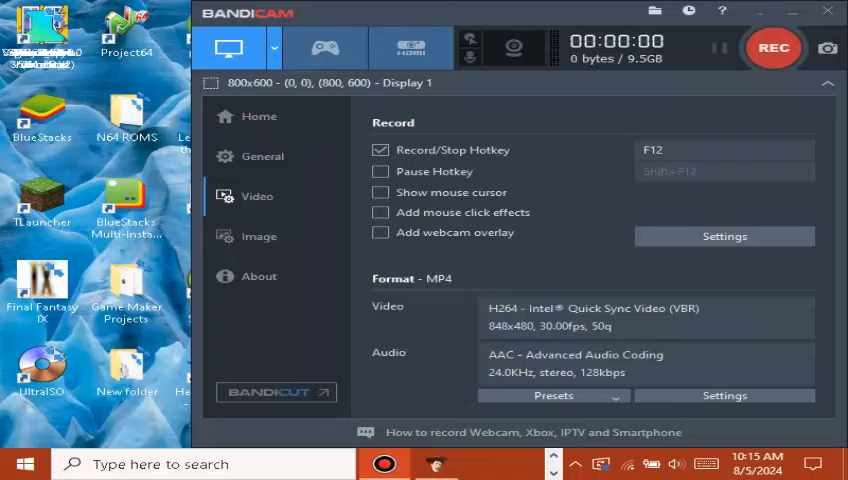 BANDICAM
?
Project64
00:00:00
0 bytes / 9.5GB
REC
800x600 - (0, 0), (800, 600) - Display 1
BlueStacks
N64 ROMS
Home
General
Video
Image
About
Record
Record/Stop Hotkey
F12
Pause Hotkey
Shift+F12
Show mouse cursor
Add mouse click effects
Add webcam overlay
Settings
TLauncher
BlueStacks
Multi-Insta...
Format - MP4
Video
H264 - Intel® Quick Sync Video (VBR)
848x480, 30.00fps, 50q
Audio
AAC - Advanced Audio Coding
24.0KHz, stereo, 128kbps
Presets
Settings
Final Fantasy
IX
Game Maker
Projects
UltraISO
New folder
He
BANDICUT
How to record Webcam, Xbox, IPTV and Smartphone
Type here to search
10:15 AM
8/5/2024